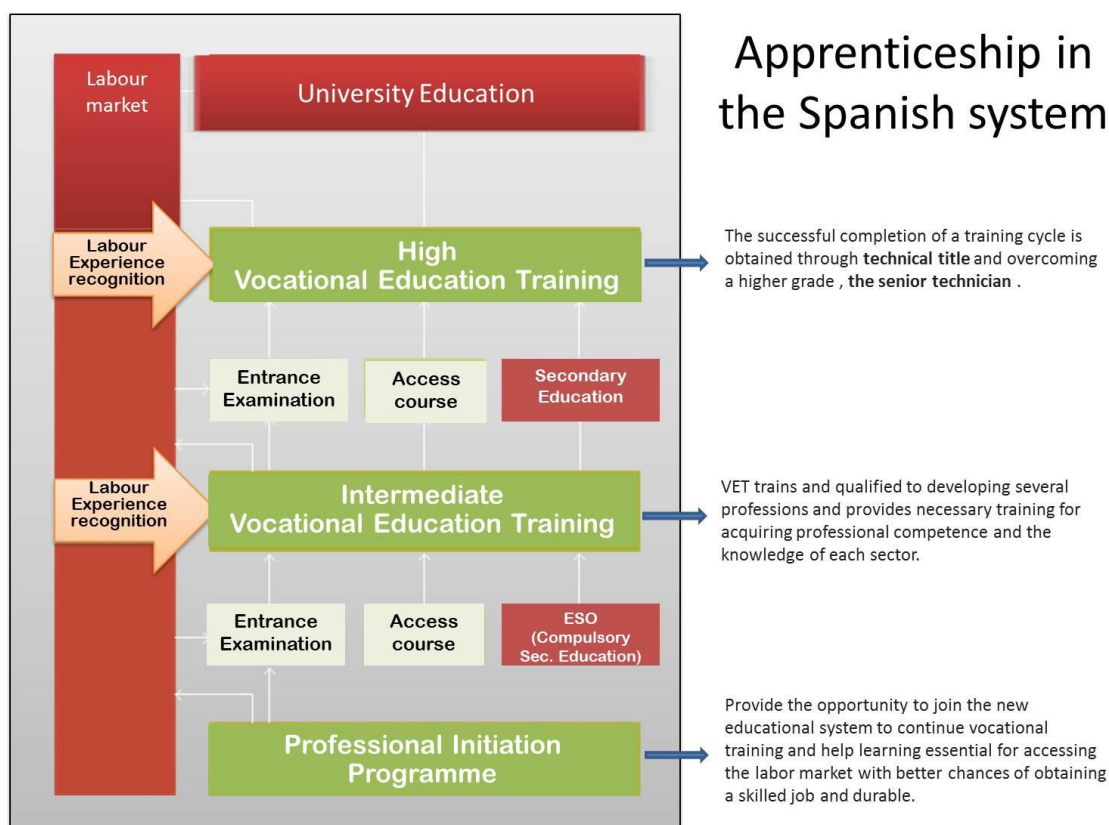 Apprenticeship in
the Spanish system
Labour
market
University Education
Labour
Experience
recognition
High
Vocational Education Training
The successful completion of a training cycle is
obtained through technical title and overcoming
a higher grade , the senior technician .
Entrance
Examination
Access
course
Secondary
Education
Labour
Experience
recognition
Intermediate
Vocational Education Training
VET trains and qualified to developing several
professions and provides necessary training for
acquiring professional competence and the
knowledge of each sector.
Entrance
Examination
Access
course
ESO
(Compulsory
Sec. Education)
Professional Initiation
Programme
Provide the opportunity to join the new
educational system to continue vocational
training and help learning essential for accessing
the labor market with better chances of obtaining
a skilled job and durable.